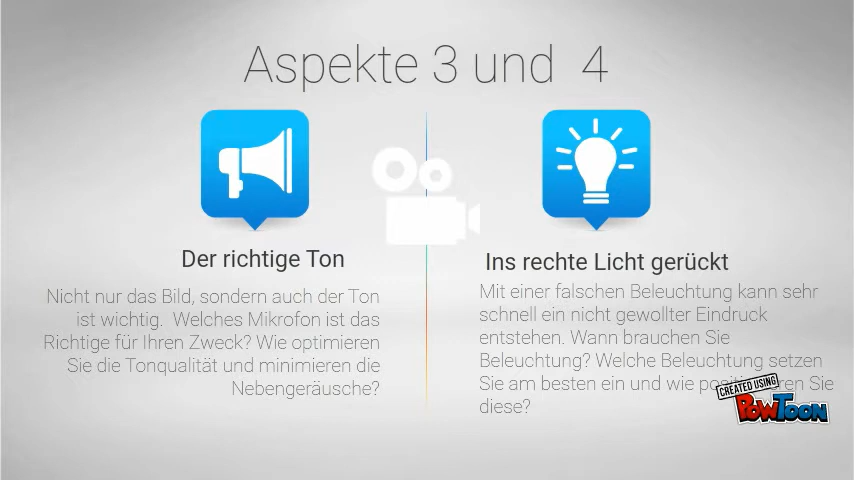 Aspekte 3 und 4
Der richtige Ton
Nicht nur das Bild, sondern auch der Ton
ist wichtig. Welches Mikrofon ist das
Richtige für Ihren Zweck? Wie optimieren
Sie die Tonqualität und minimieren die
Nebengeräusche?
Ins rechte Licht gerückt
Mit einer falschen Beleuchtung kann sehr
schnell ein nicht gewollter Eindruck
entstehen. Wann brauchen Sie
Beleuchtung? Welche Beleuchtung setzen
Sie am besten ein und wie Sie
diese?
CREATED USING
POWTOON